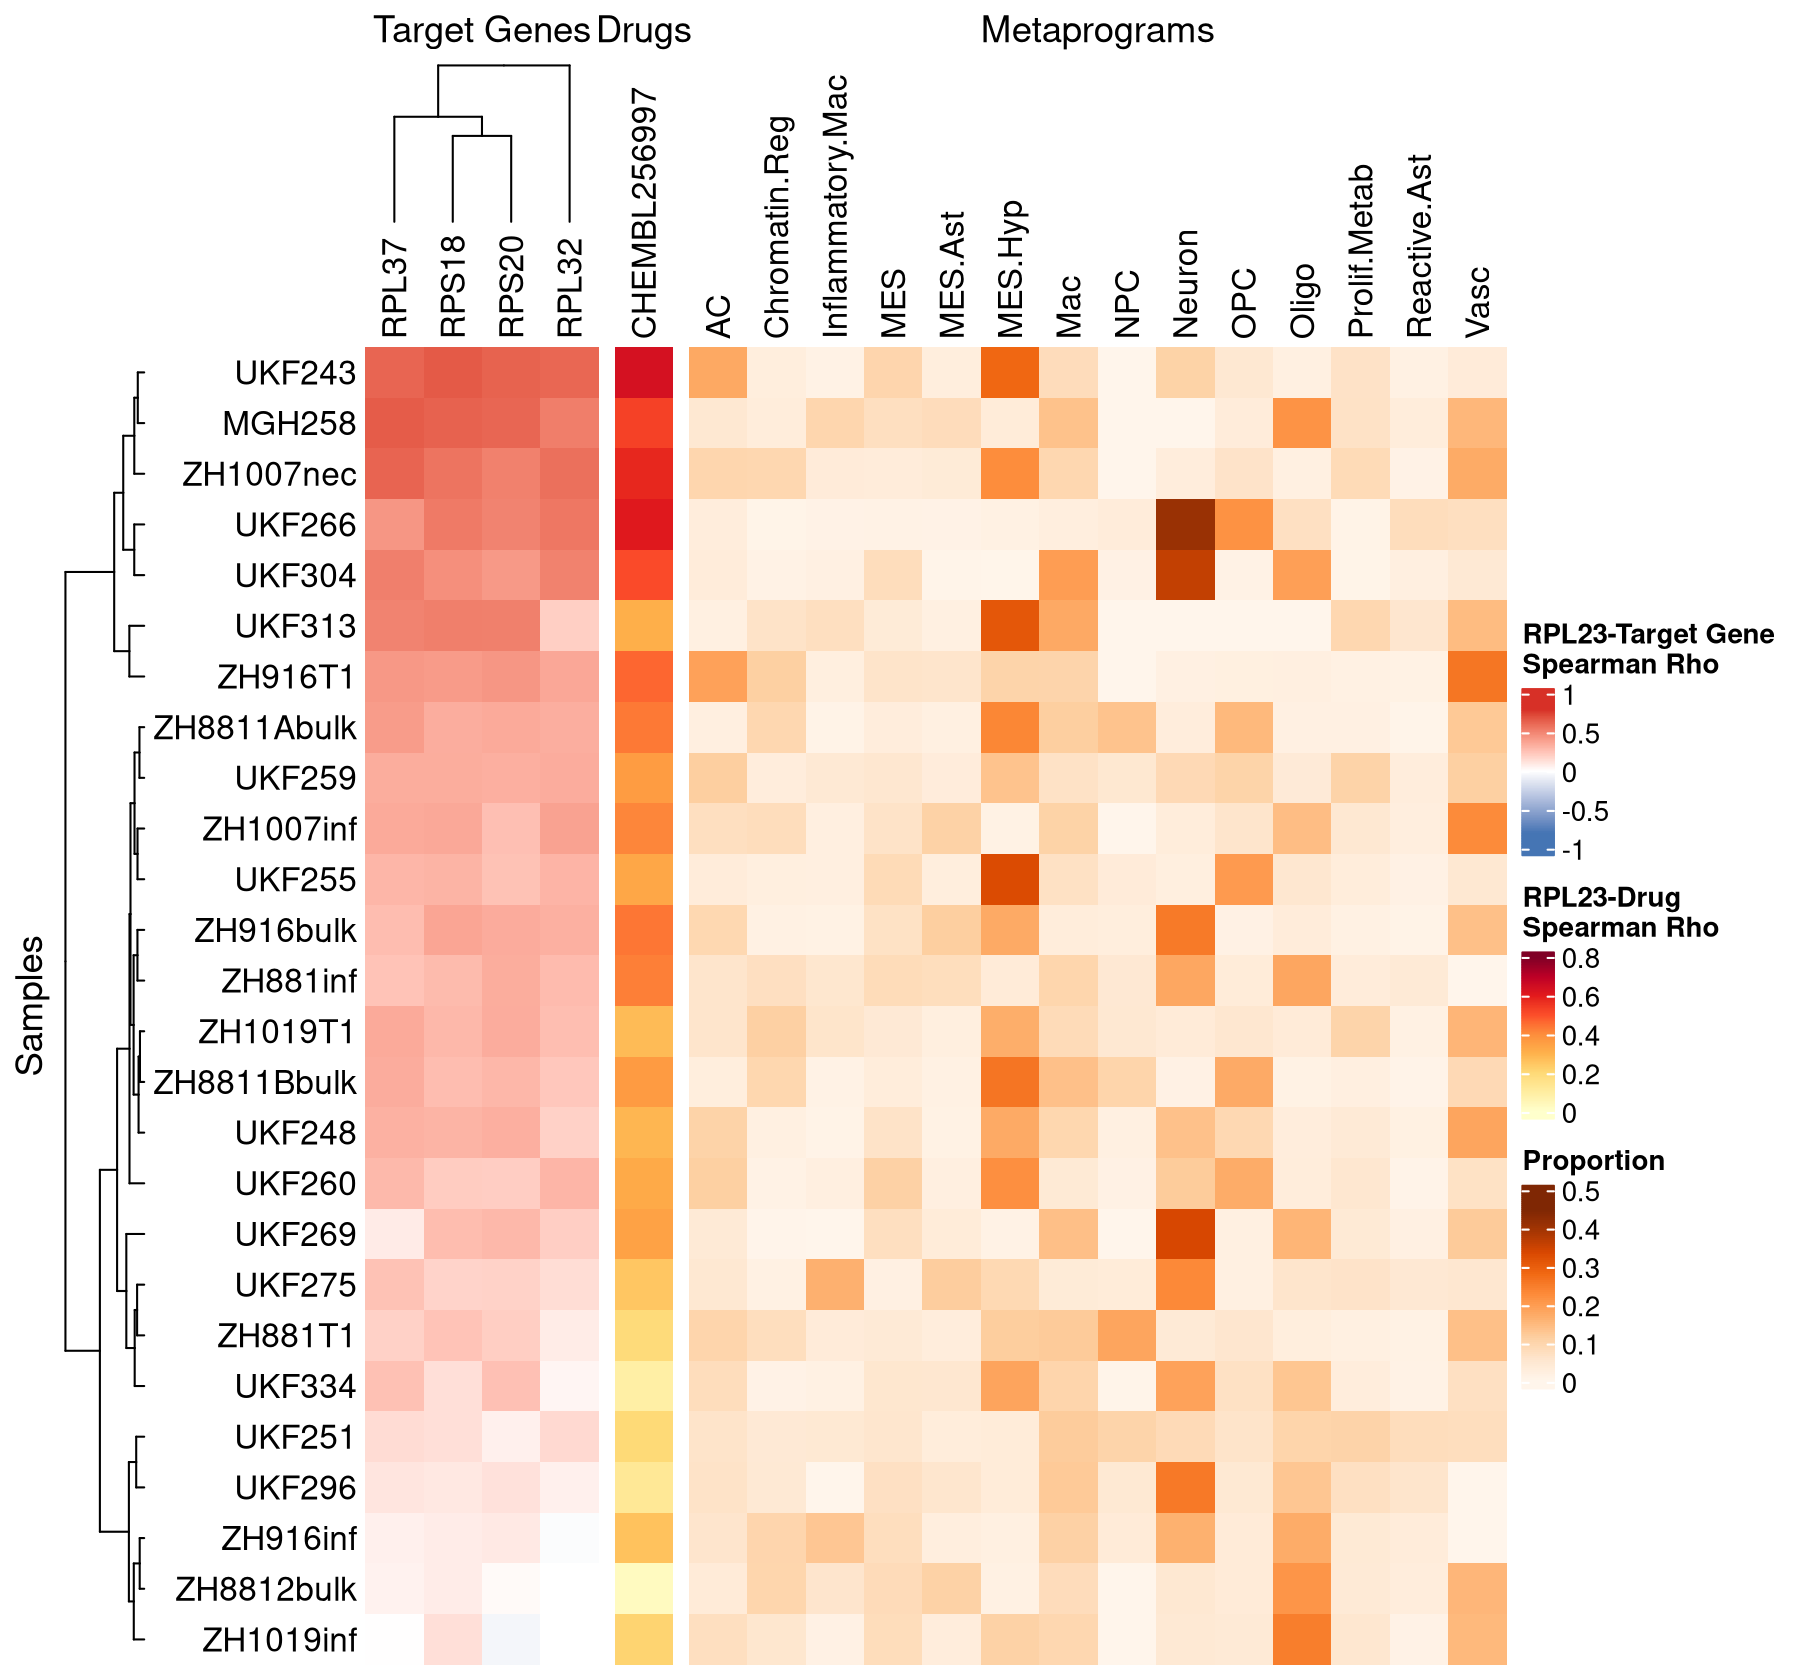 Target Genes Drugs Metaprograms
RPL37 RPS18 RPS20 RPL32 CHEMBL256997 AC Chromatin.Reg Inflammatory.Mac MES MES.Ast MES.Hyp Mac NPC Neuron OPC Oligo Prolif.Metab Reactive.Ast Vasc
Samples
UKF243
MGH258
ZH1007nec
UKF266
UKF304
UKF313
ZH916T1
ZH8811Abulk
UKF259
ZH1007inf
UKF255
ZH916bulk
ZH881inf
ZH1019T1
ZH8811Bbulk
UKF248
UKF260
UKF269
UKF275
ZH881T1
UKF334
UKF251
UKF296
ZH916inf
ZH8812bulk
ZH1019inf
RPL23-Target Gene
Spearman Rho
1
0.5
0
-0.5
-1
RPL23-Drug
Spearman Rho
0.8
0.6
0.4
0.2
0
Proportion
0.5
0.4
0.3
0.2
0.1
0